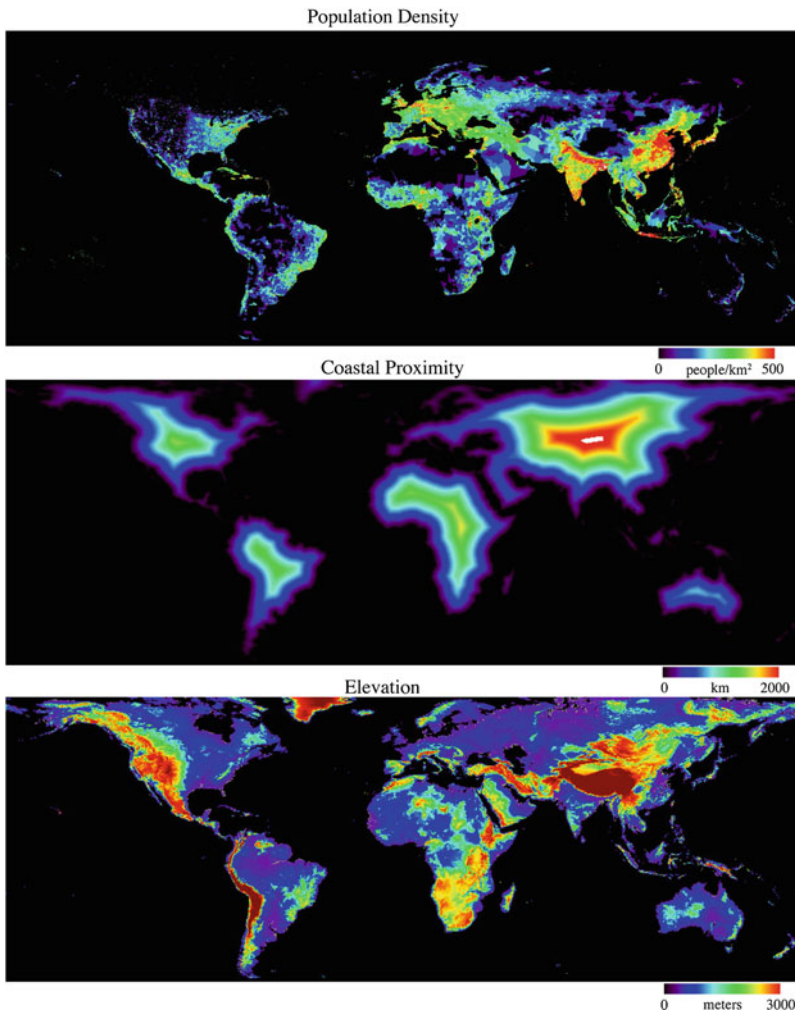 Population Density
0 people/km² 500
Coastal Proximity
0 km 2000
Elevation
0 meters 3000